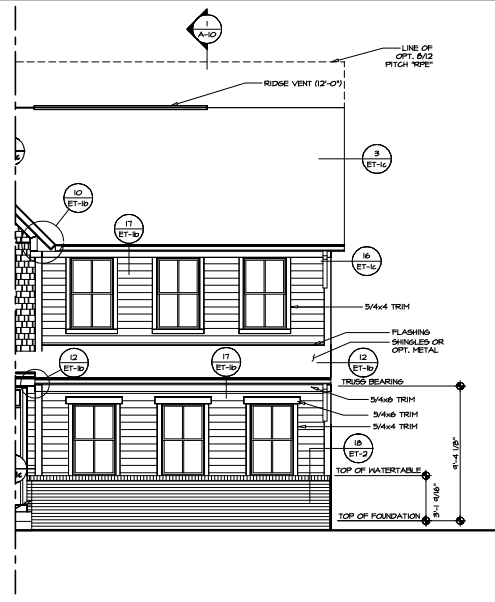 1
A-10
LINE OF
OPT. 8/12
PITCH "RPE"
RIDGE VENT (12'-0")
3
ET-1c
10
ET-1b
17
ET-1b
16
ET-1c
5/4x4 TRIM
FLASHING
SHINGLES OR
OPT. METAL
12
ET-1b
17
ET-1b
12
ET-1b
TRUSS BEARING
5/4x8 TRIM
5/4x6 TRIM
5/4x4 TRIM
18
ET-2
TOP OF WATERTABLE
9'-4 1/8"
3'-1 9/16"
TOP OF FOUNDATION